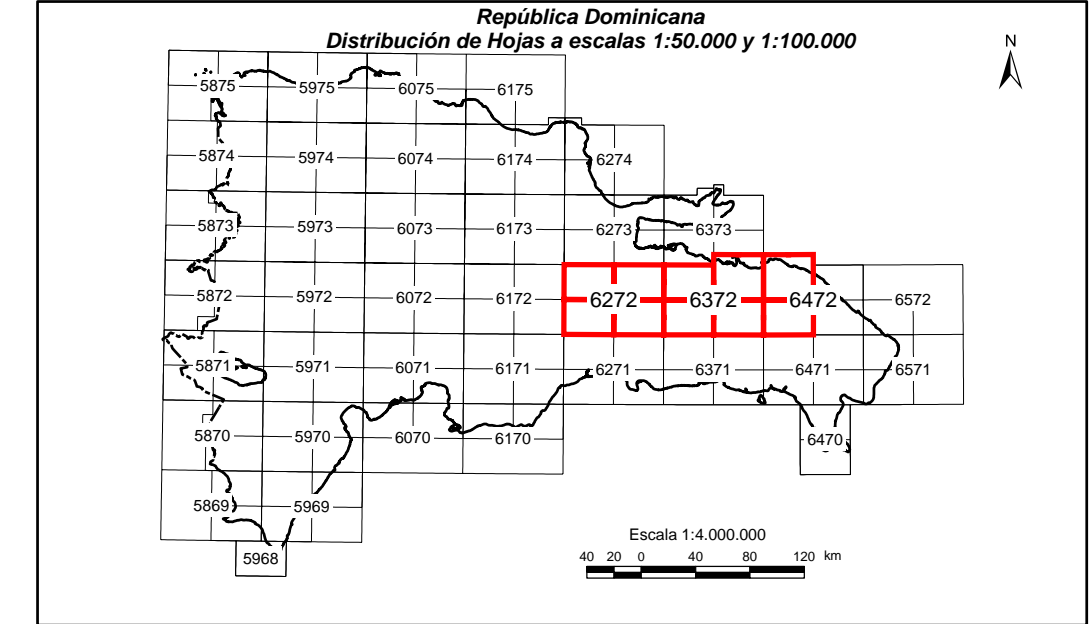 República Dominicana
Distribución de Hojas a escalas 1:50.000 y 1:100.000
N
5875 5975 6075 6175
5874 5974 6074 6174 6274
5873 5973 6073 6173 6273 6373
5872 5972 6072 6172 6272 6372 6472 6572
5871 5971 6071 6171 6271 6371 6471 6571
5870 5970 6070 6170 6470
5869 5969
5968
Escala 1:4.000.000
40 20 0 40 80 120 km